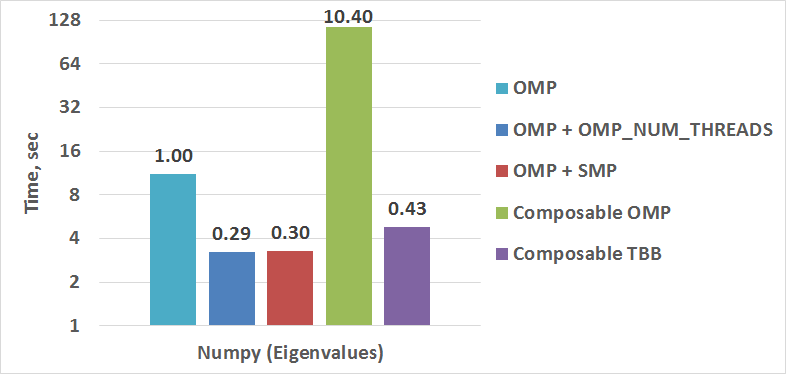 128
64
32
16
8
4
2
1
Time, sec
1.00
0.29
0.30
10.40
0.43
Numpy (Eigenvalues)
OMP
OMP + OMP_NUM_THREADS
OMP + SMP
Composable OMP
Composable TBB